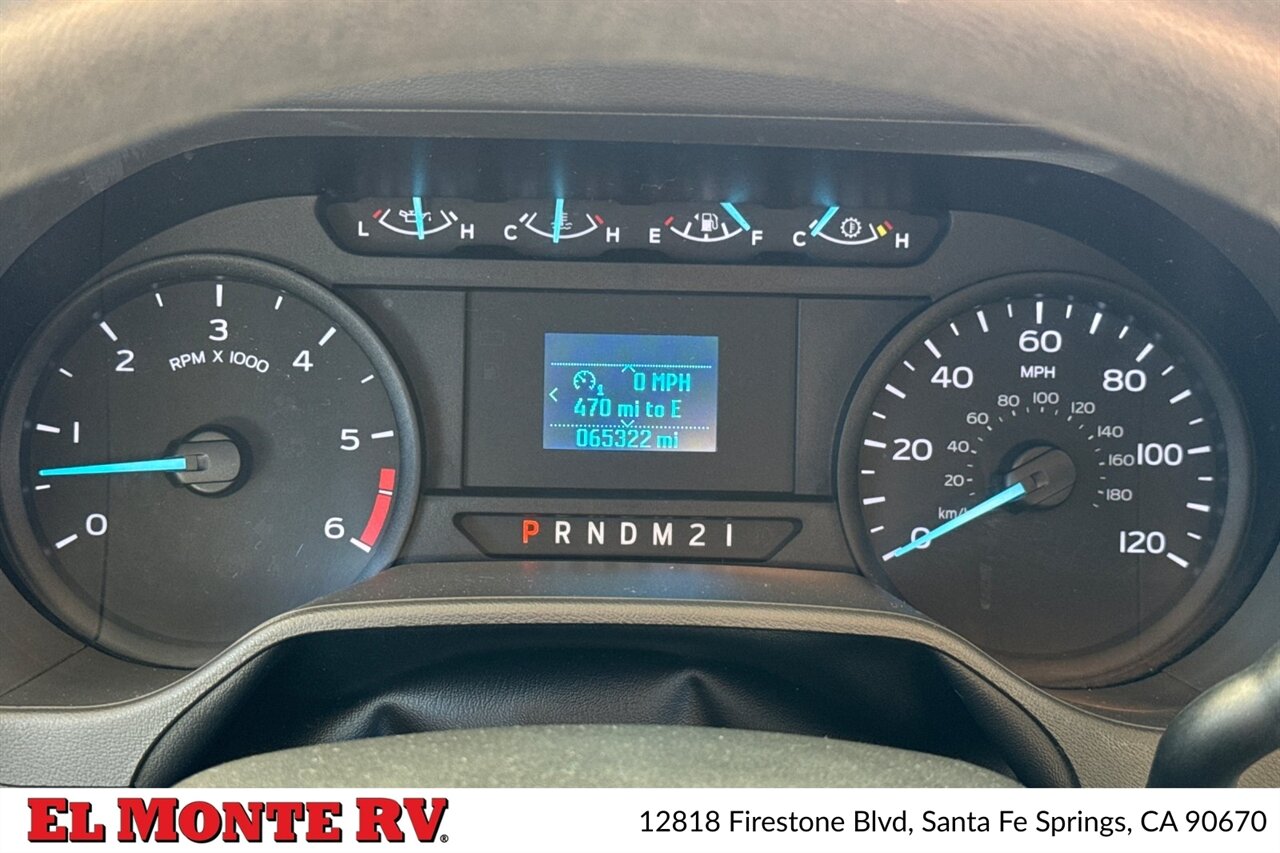 L H C H E F C H
1 2 3 4 5 6 0
RPM X 1000
0 MPH
470 mi to E
065322 mi
PRNDM21
0 20 40 60 80 100 120
MPH
20 40 60 80 100 120 140 160 180
EL MONTE RV®
12818 Firestone Blvd, Santa Fe Springs, CA 90670